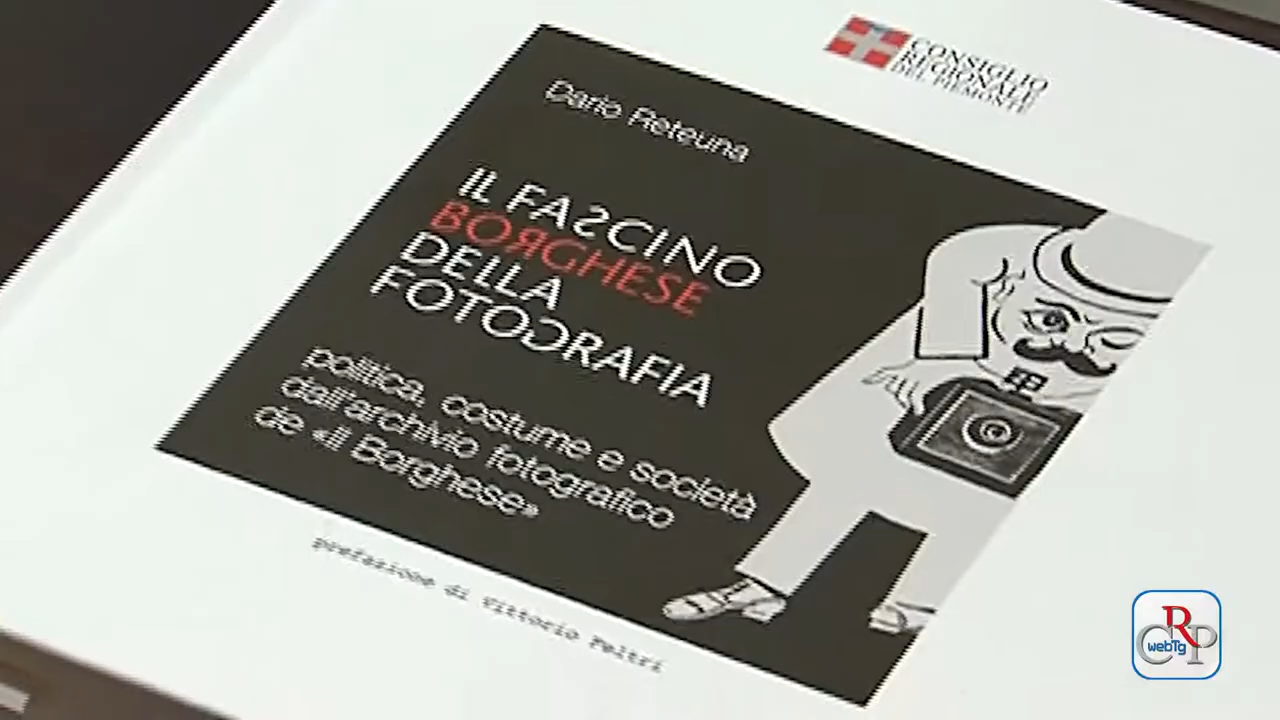 CONSIGLIO
REGIONALE
DEL PIEMONTE
Dario Reteuna
IL FASCINO
BORGHESE
DELLA
FOTOGRAFIA
politica, costume e società
dall'archivio fotografico
de «Il Borghese»
prefazione di Vittorio Feltri
CRP
webTg